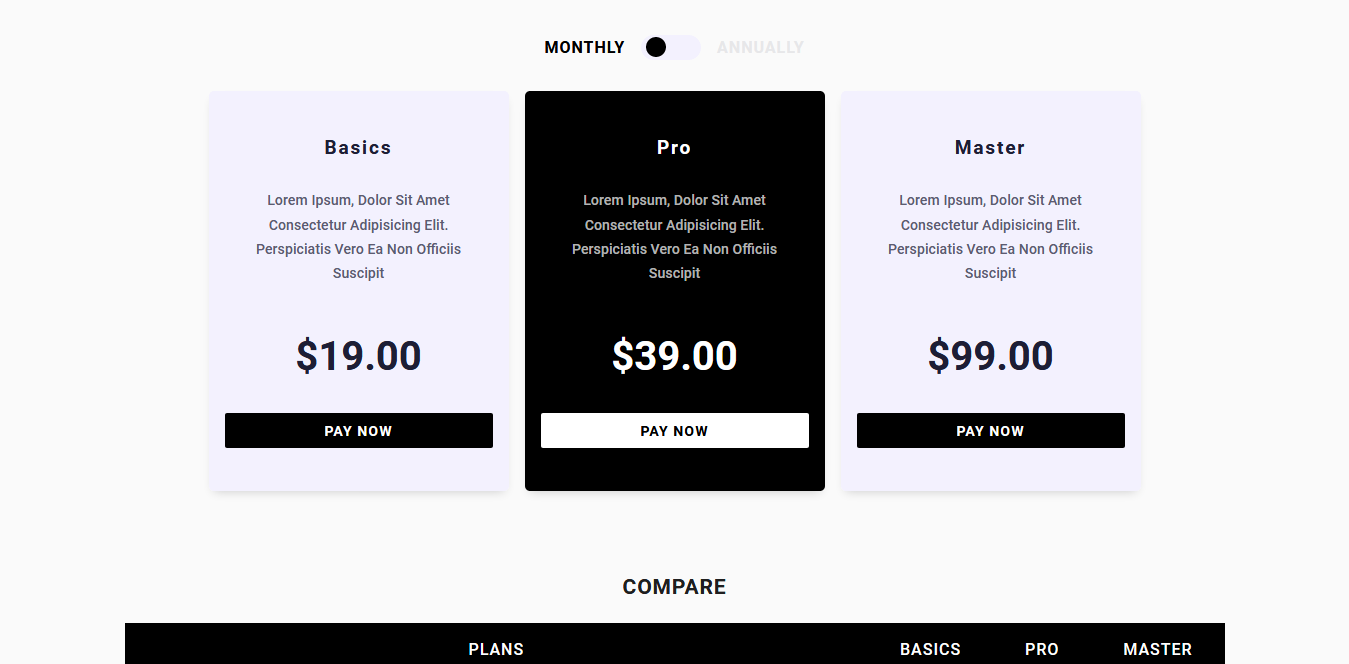 MONTHLY ANNUALLY
Basics
Lorem Ipsum, Dolor Sit Amet
Consectetur Adipisicing Elit.
Perspiciatis Vero Ea Non Officiis
Suscipit
$19.00
PAY NOW
Pro
Lorem Ipsum, Dolor Sit Amet
Consectetur Adipisicing Elit.
Perspiciatis Vero Ea Non Officiis
Suscipit
$39.00
PAY NOW
Master
Lorem Ipsum, Dolor Sit Amet
Consectetur Adipisicing Elit.
Perspiciatis Vero Ea Non Officiis
Suscipit
$99.00
PAY NOW
COMPARE
PLANS BASICS PRO MASTER